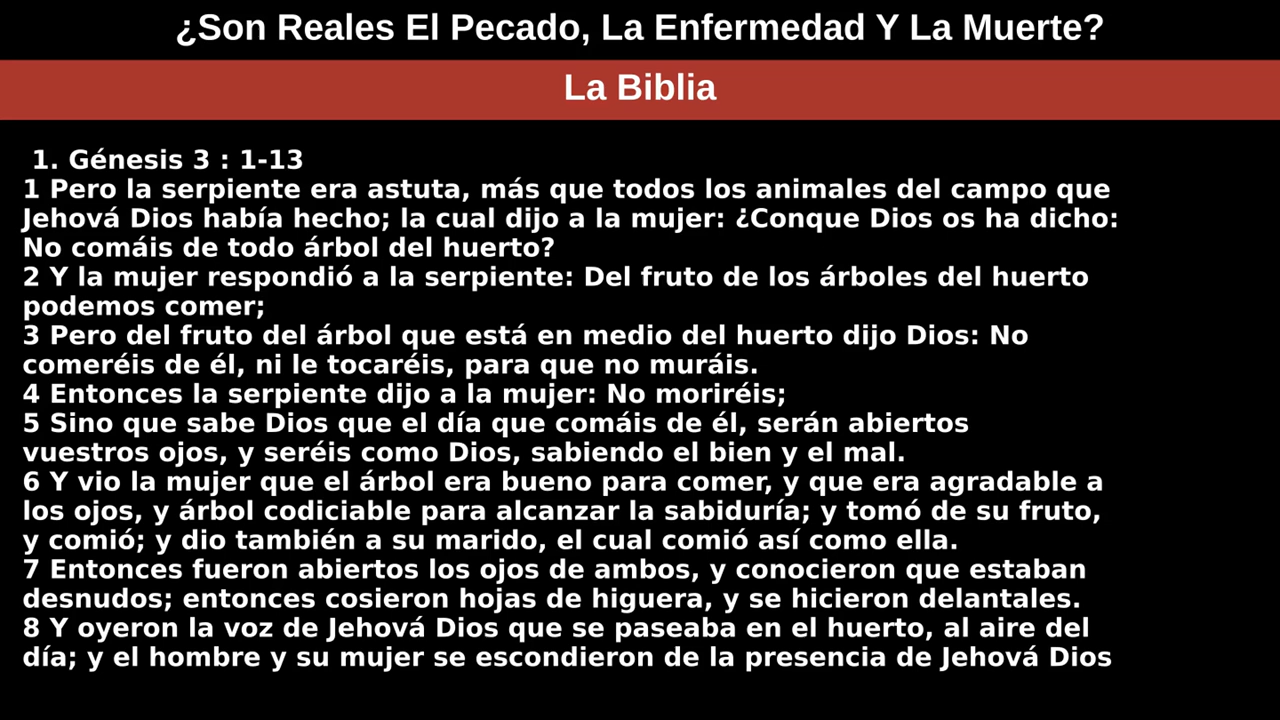 ¿Son Reales El Pecado, La Enfermedad Y La Muerte?
La Biblia
1. Génesis 3 : 1-13
1 Pero la serpiente era astuta, más que todos los animales del campo que
Jehová Dios había hecho; la cual dijo a la mujer: ¿Conque Dios os ha dicho:
No comáis de todo árbol del huerto?
2 Y la mujer respondió a la serpiente: Del fruto de los árboles del huerto
podemos comer;
3 Pero del fruto del árbol que está en medio del huerto dijo Dios: No
comeréis de él, ni le tocaréis, para que no muráis.
4 Entonces la serpiente dijo a la mujer: No moriréis;
5 Sino que sabe Dios que el día que comáis de él, serán abiertos
vuestros ojos, y seréis como Dios, sabiendo el bien y el mal.
6 Y vio la mujer que el árbol era bueno para comer, y que era agradable a
los ojos, y árbol codiciable para alcanzar la sabiduría; y tomó de su fruto,
y comió; y dio también a su marido, el cual comió así como ella.
7 Entonces fueron abiertos los ojos de ambos, y conocieron que estaban
desnudos; entonces cosieron hojas de higuera, y se hicieron delantales.
8 Y oyeron la voz de Jehová Dios que se paseaba en el huerto, al aire del
día; y el hombre y su mujer se escondieron de la presencia de Jehová Dios